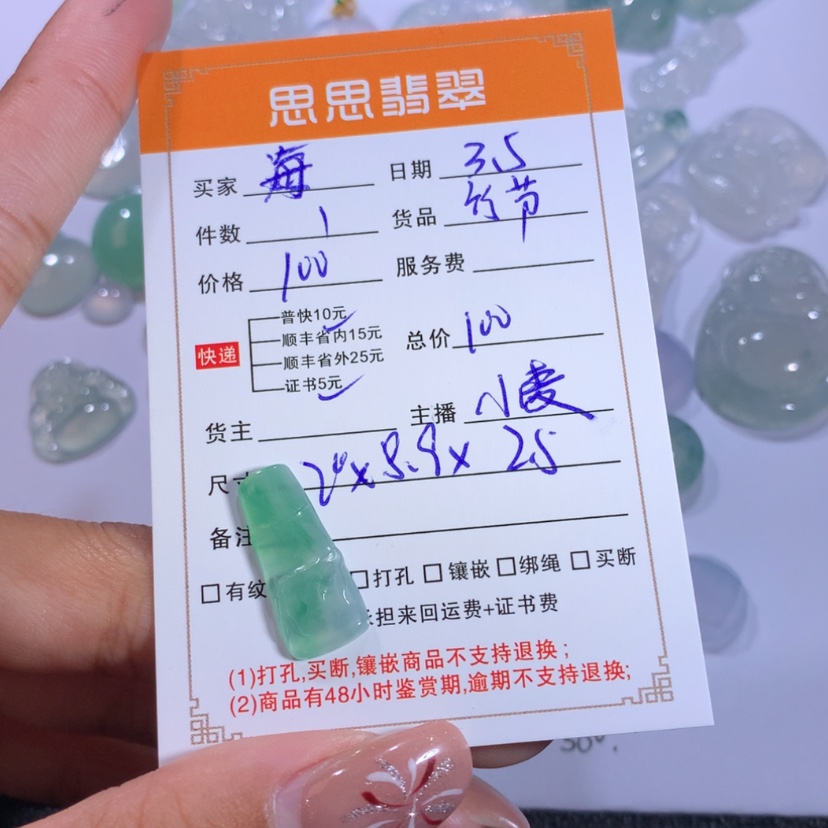 思思翡翠
买家 海 日期 3.5
件数 1 货品 竹节
价格 100 服务费
快递
普快10元
顺丰省内15元
顺丰省外25元
证书5元
总价 100
货主 主播
尺 x 8.9 x 2.5
备注
□有纹 □打孔 □镶嵌 □绑绳 □买断
担来回运费+证书费
(1)打孔,买断,镶嵌商品不支持退换;
(2)商品有48小时鉴赏期,逾期不支持退换;